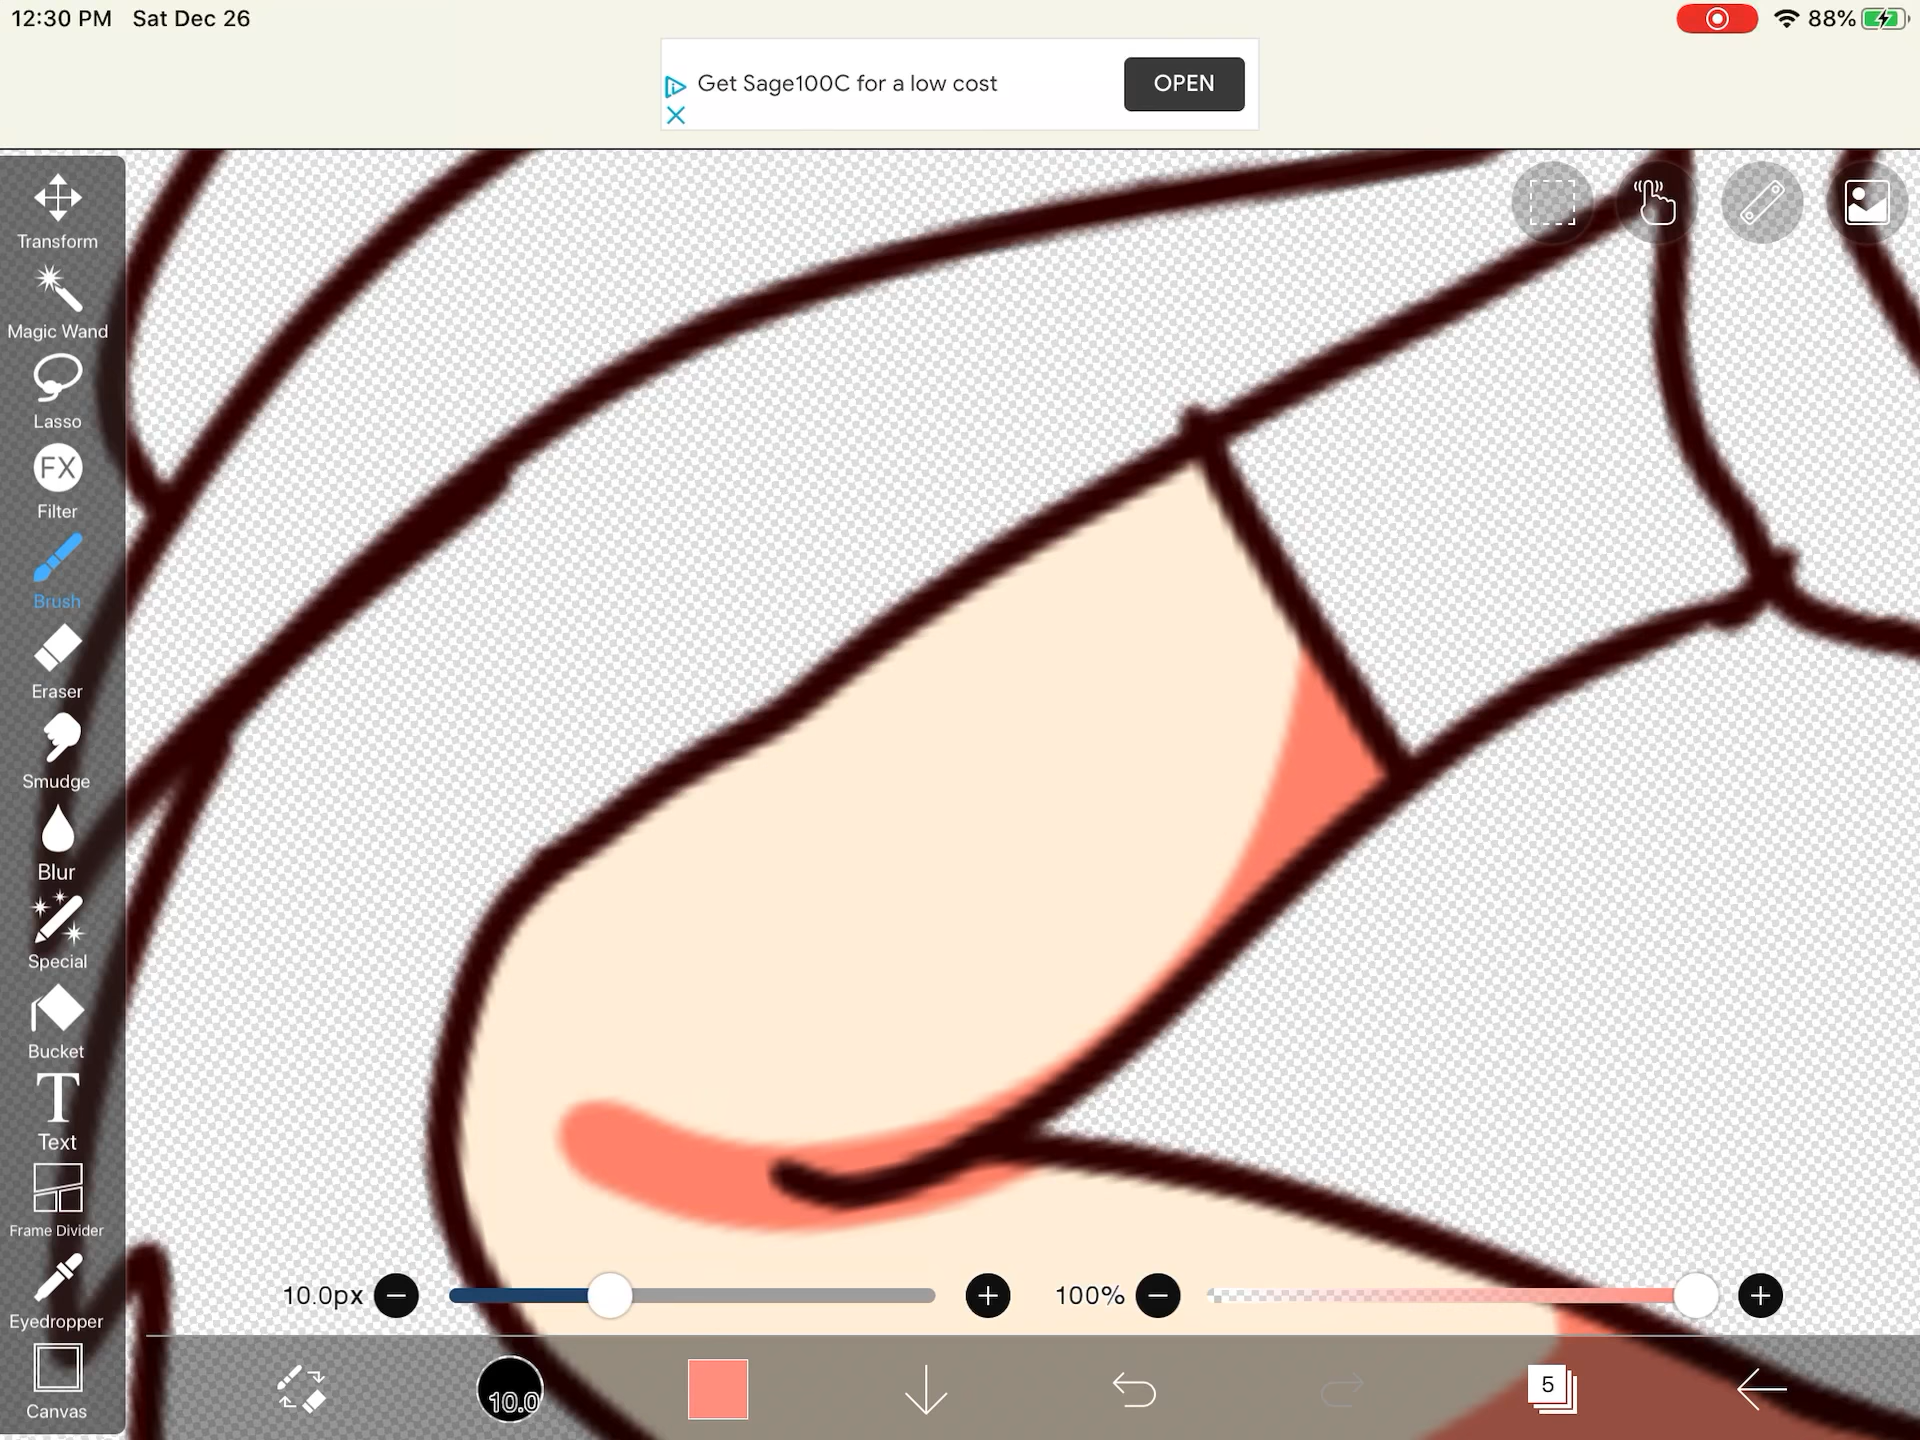 12:30 PM Sat Dec 26
88%
Get Sage100C for a low cost
OPEN
Transform
Magic Wand
Lasso
FX
Filter
Brush
Eraser
Smudge
Blur
Special
Bucket
T
Text
Frame Divider
Eyedropper
Canvas
10.0px
100%
10.0
5